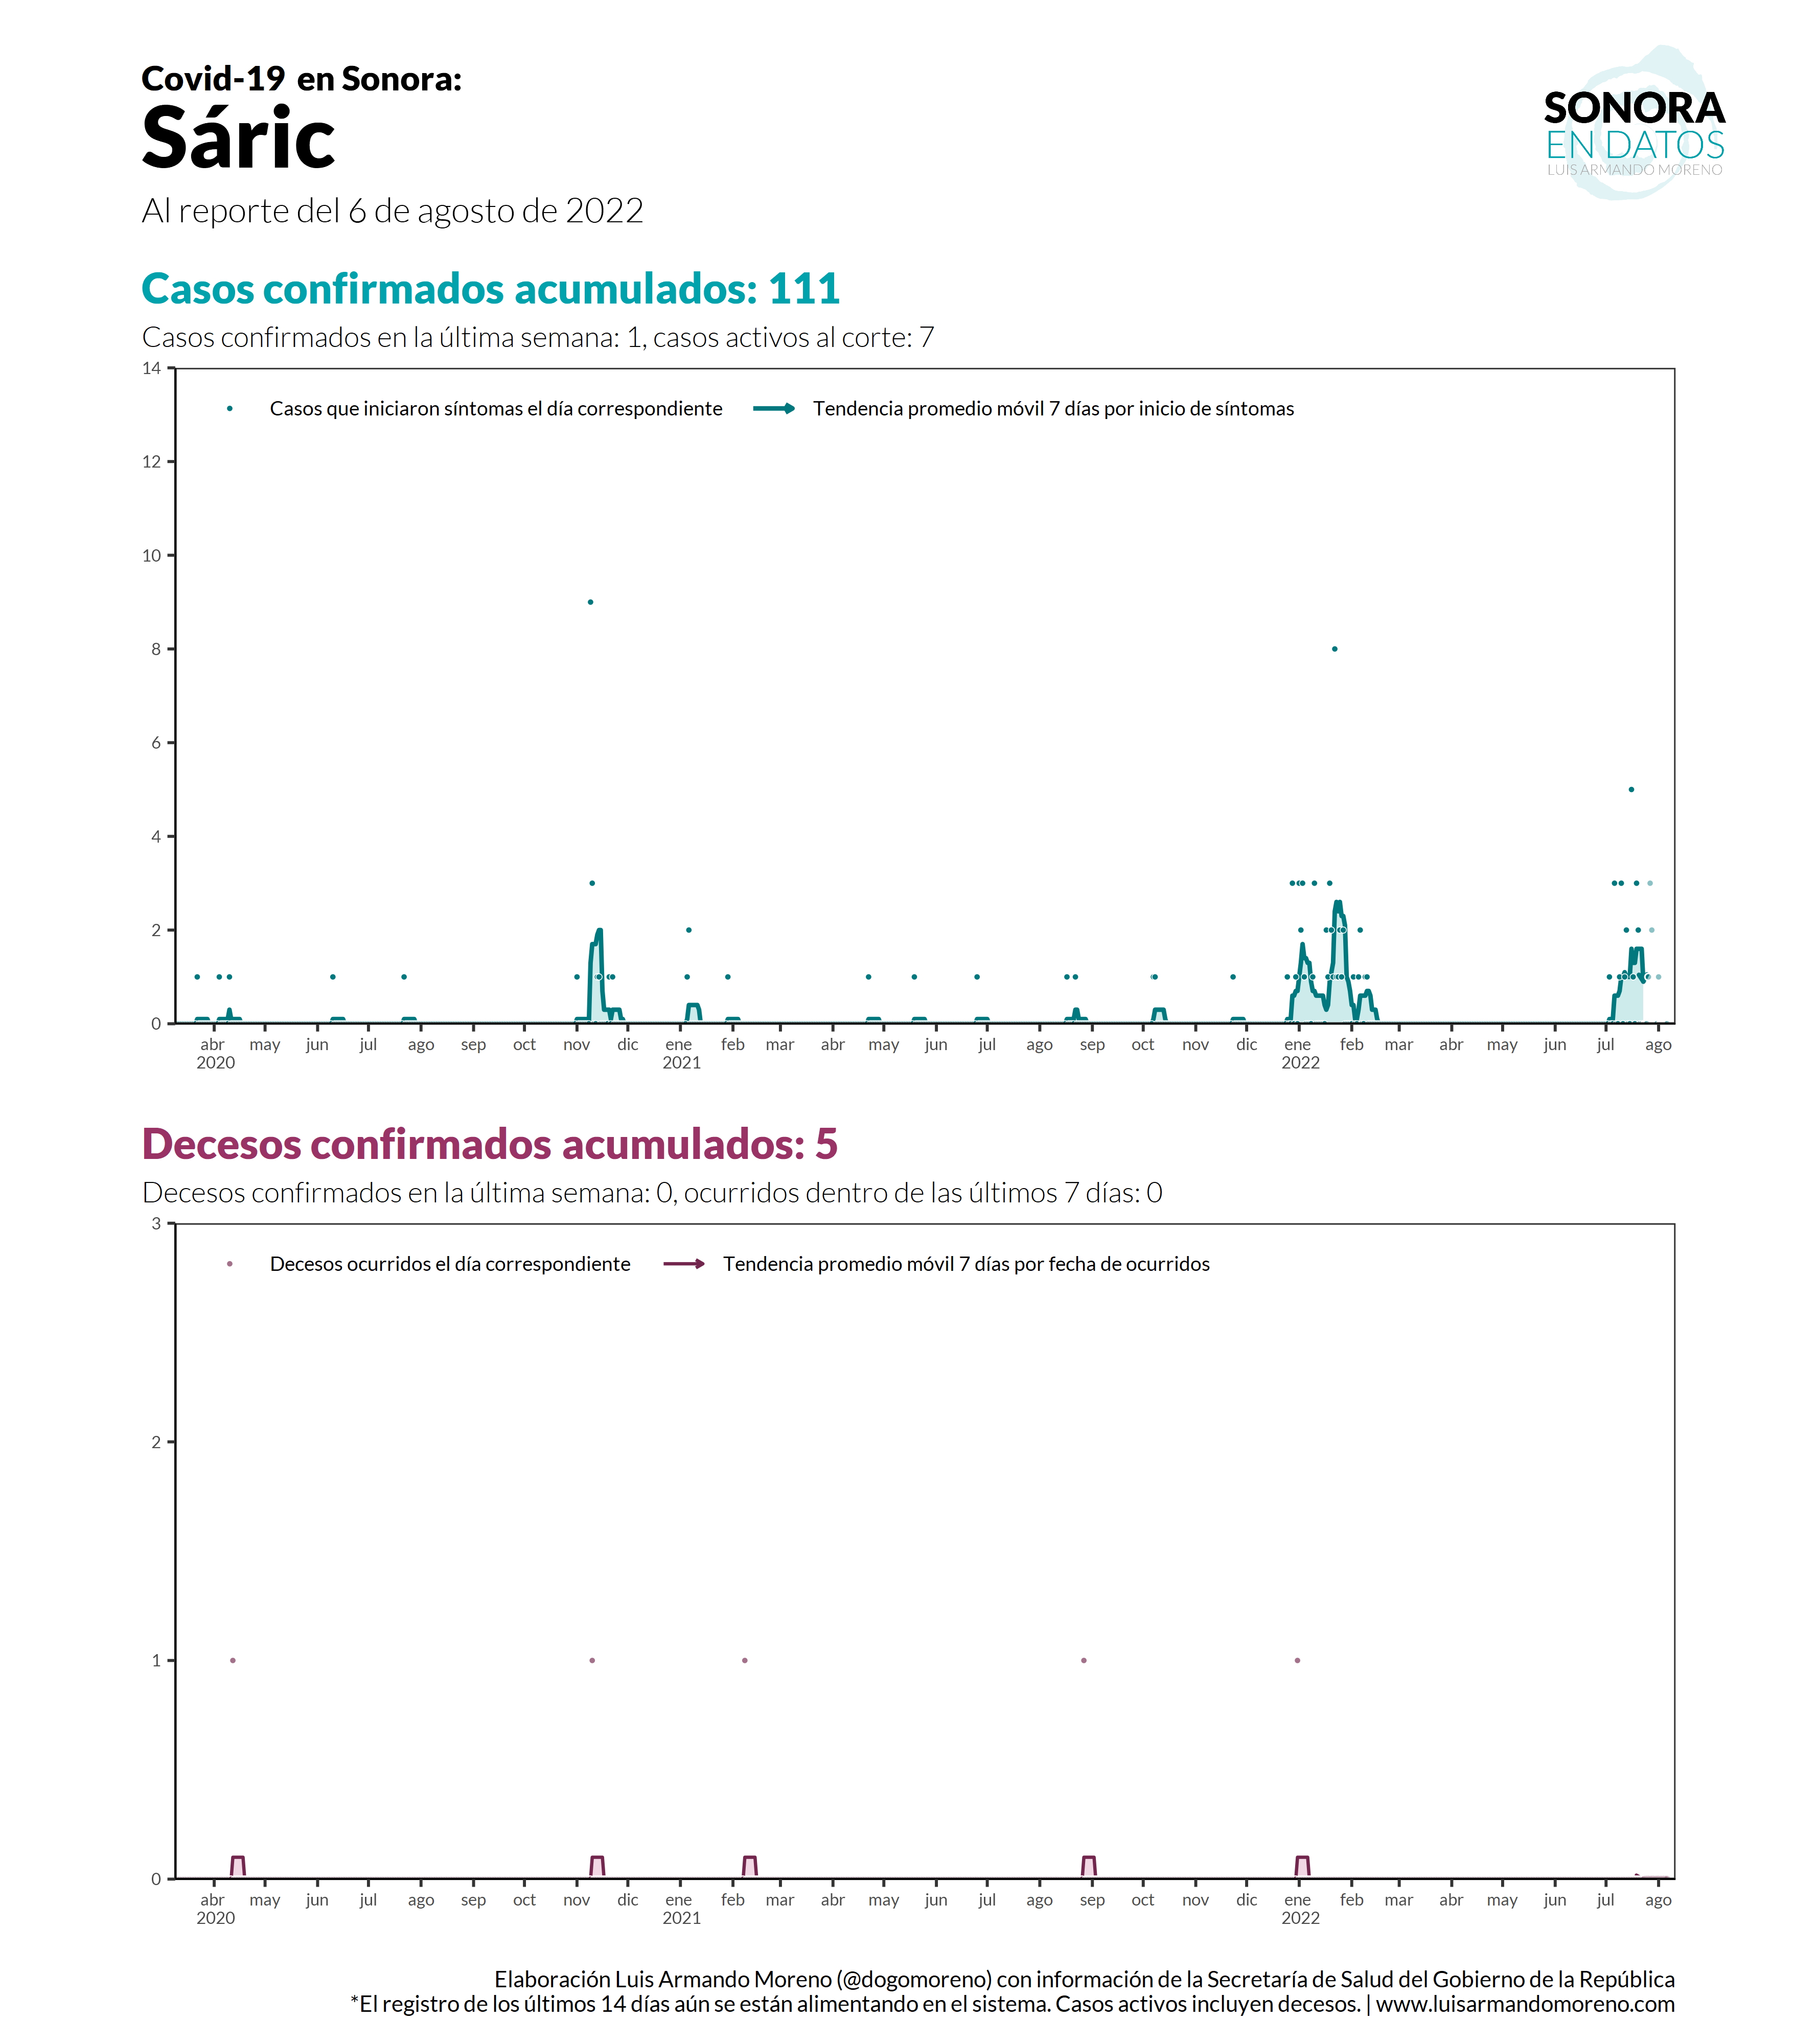 Covid-19 en Sonora:
Sáric
Al reporte del 6 de agosto de 2022
SONORA
EN DATOS
LUIS ARMANDO MORENO
Casos confirmados acumulados: 111
Casos confirmados en la última semana: 1, casos activos al corte: 7
Casos que iniciaron síntomas el día correspondiente Tendencia promedio móvil 7 días por inicio de síntomas
14
12
10
8
6
4
2
0
abr may jun jul ago sep oct nov dic ene feb mar abr may jun jul ago sep oct nov dic ene feb mar abr may jun jul ago
2020 2021 2022
Decesos confirmados acumulados: 5
Decesos confirmados en la última semana: 0, ocurridos dentro de las últimos 7 días: 0
Decesos ocurridos el día correspondiente Tendencia promedio móvil 7 días por fecha de ocurridos
3
2
1
0
abr may jun jul ago sep oct nov dic ene feb mar abr may jun jul ago sep oct nov dic ene feb mar abr may jun jul ago
2020 2021 2022
Elaboración Luis Armando Moreno (@dogomoreno) con información de la Secretaría de Salud del Gobierno de la República
*El registro de los últimos 14 días aún se están alimentando en el sistema. Casos activos incluyen decesos. | www.luisarmandomoreno.com